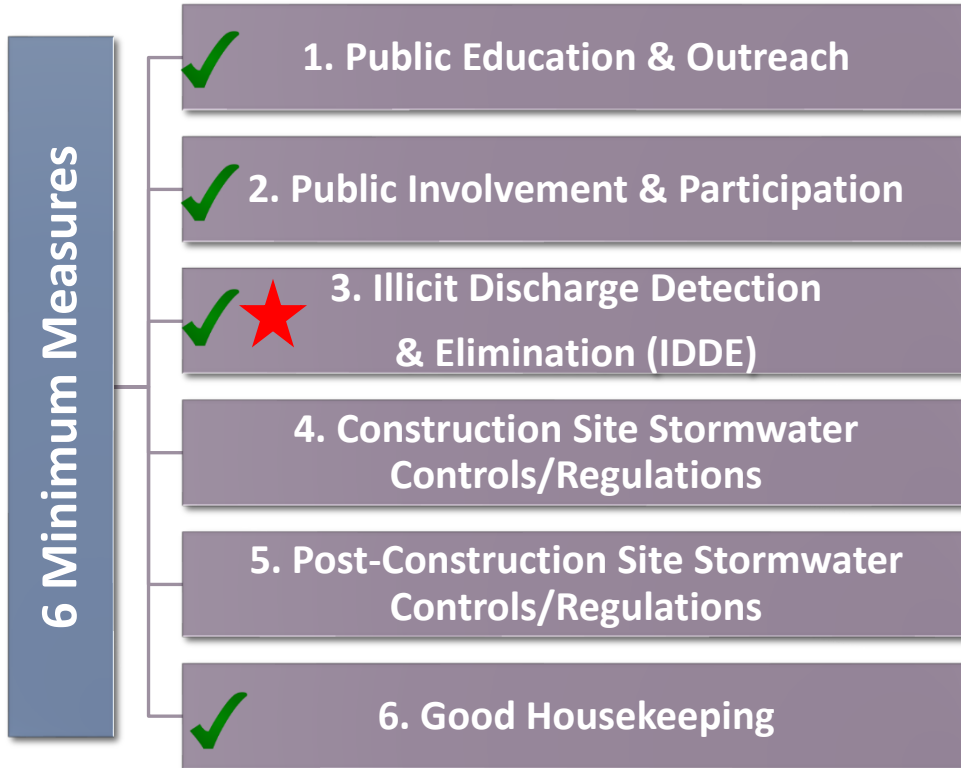 6 Minimum Measures
1. Public Education & Outreach
2. Public Involvement & Participation
3. Illicit Discharge Detection
& Elimination (IDDE)
4. Construction Site Stormwater
Controls/Regulations
5. Post-Construction Site Stormwater
Controls/Regulations
6. Good Housekeeping